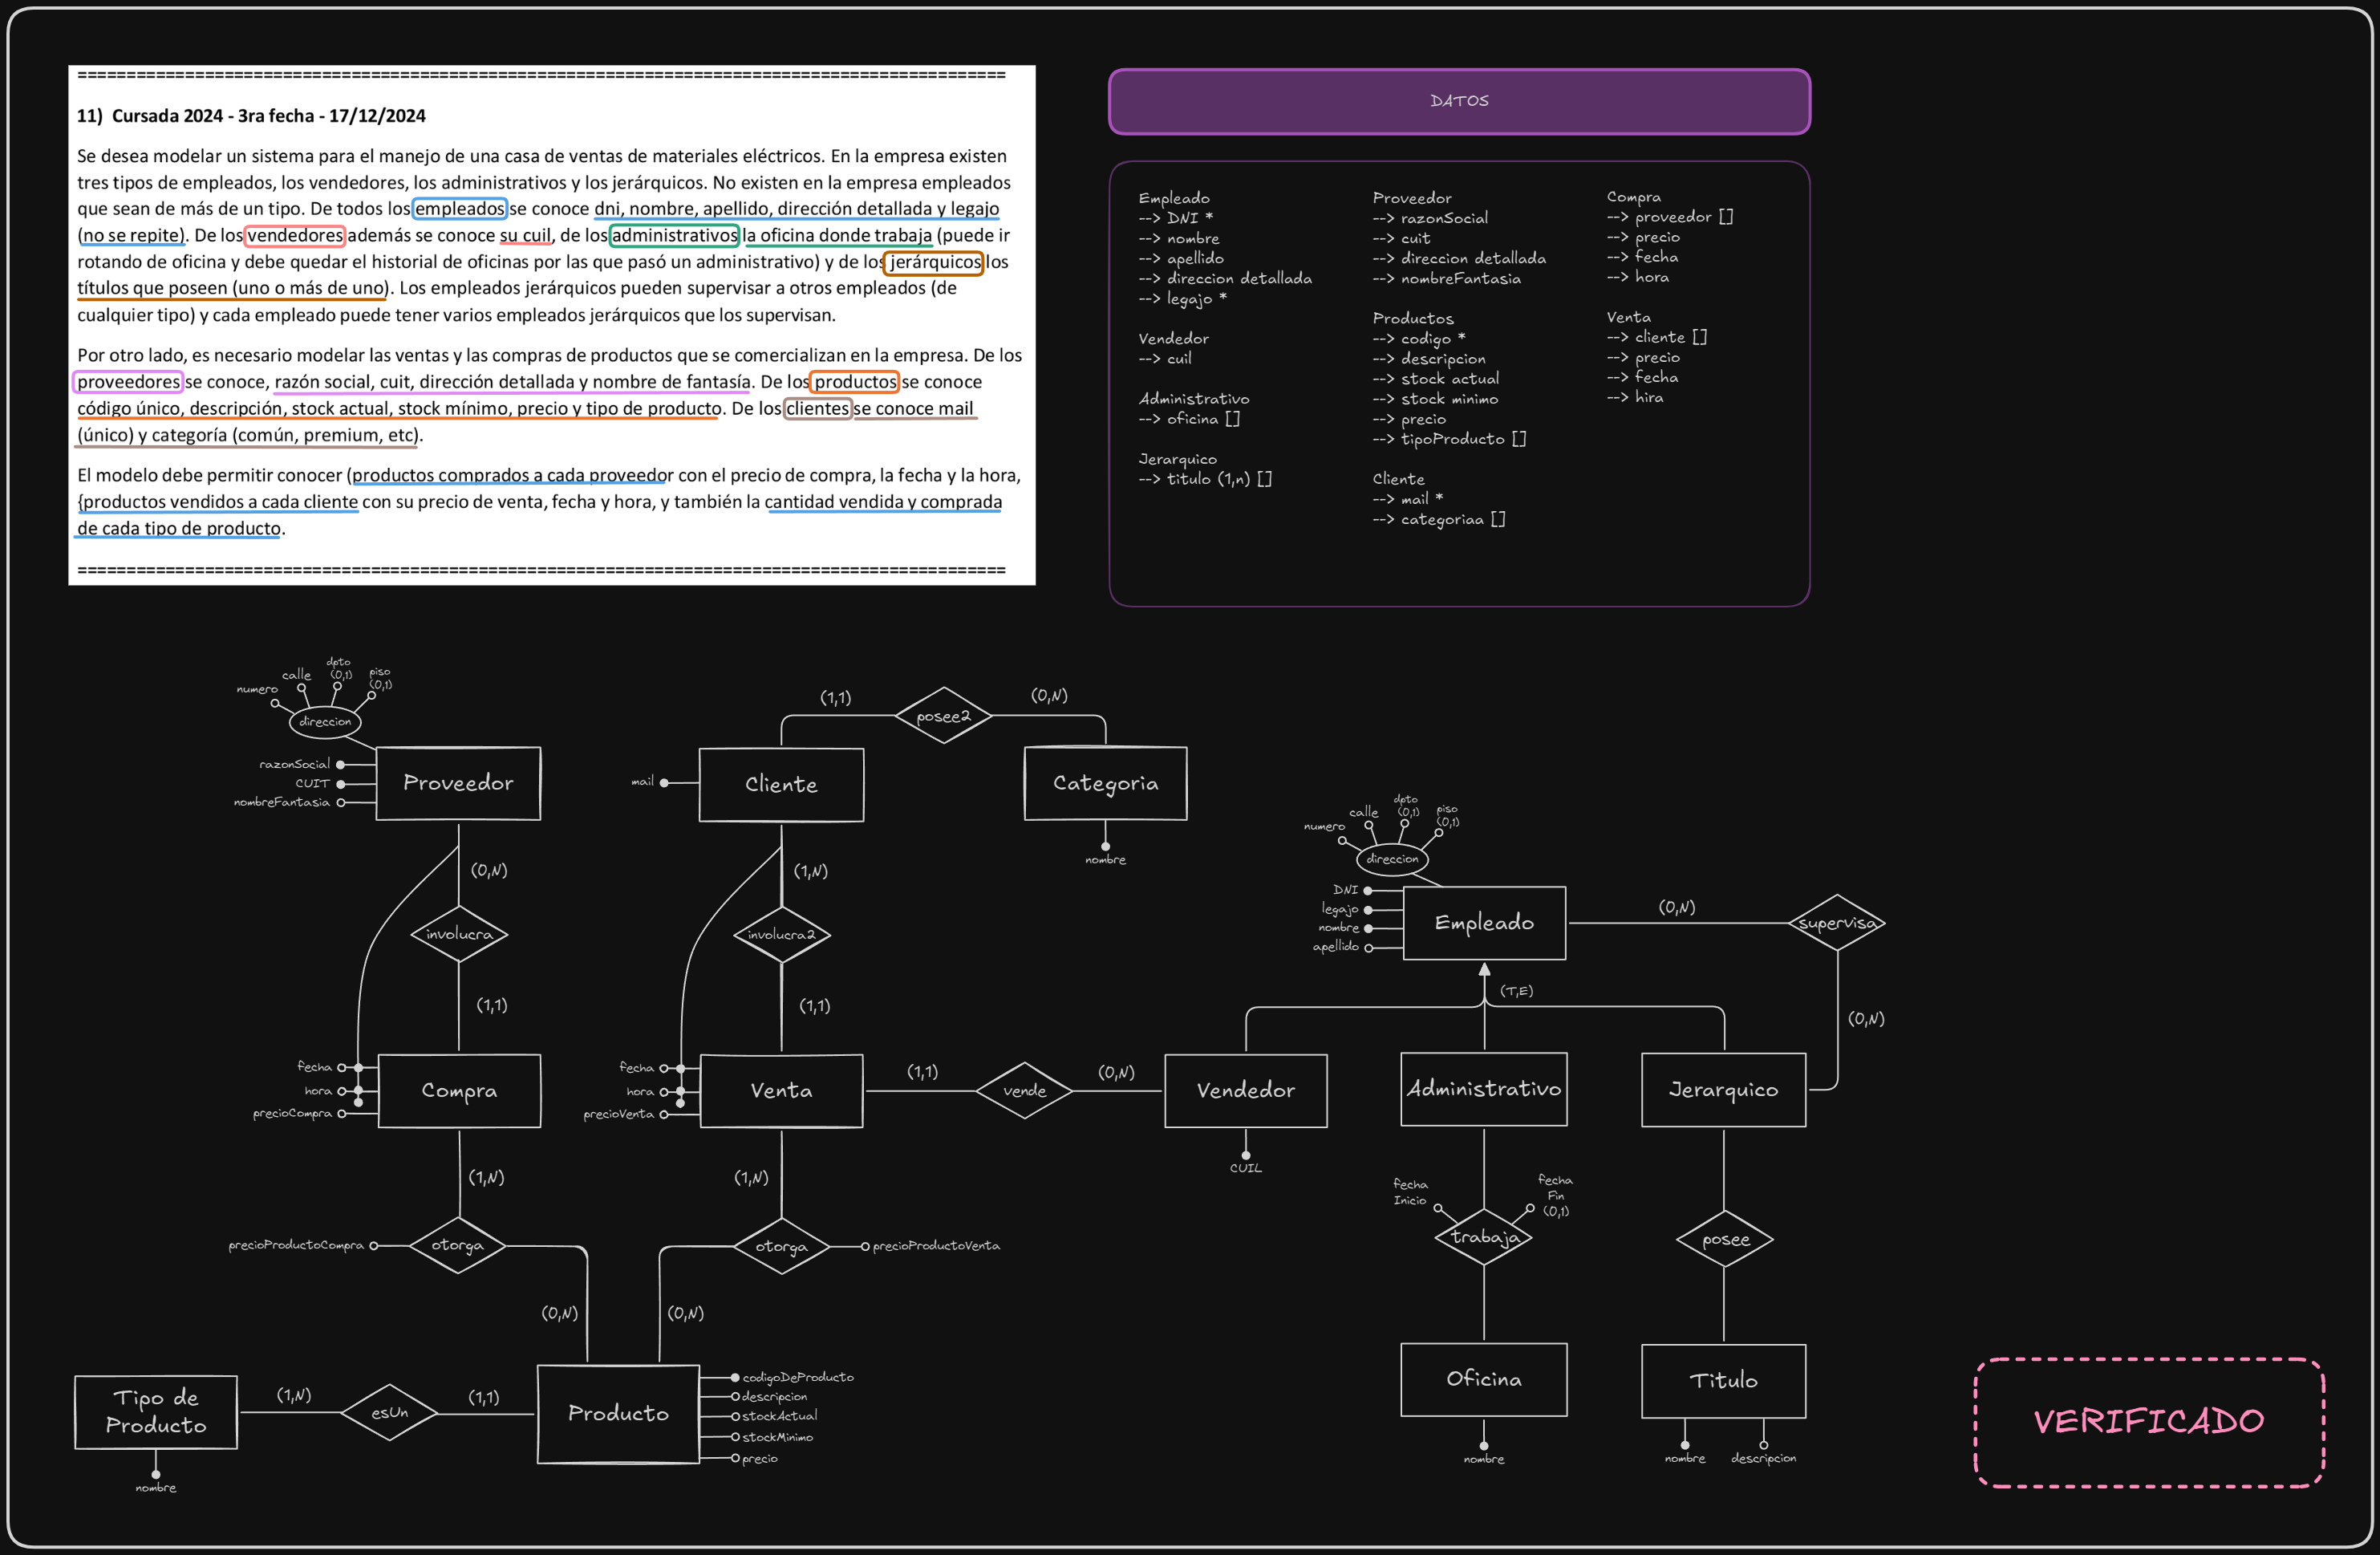 ================================================================================
11) Cursada 2024 - 3ra fecha - 17/12/2024
Se desea modelar un sistema para el manejo de una casa de ventas de materiales eléctricos. En la empresa existen
tres tipos de empleados, los vendedores, los administrativos y los jerárquicos. No existen en la empresa empleados
que sean de más de un tipo. De todos los empleados se conoce dni, nombre, apellido, dirección detallada y legajo
(no se repite). De los vendedores además se conoce su cuil, de los administrativos la oficina donde trabaja (puede ir
rotando de oficina y debe quedar el historial de oficinas por las que pasó un administrativo) y de los jerárquicos los
títulos que poseen (uno o más de uno). Los empleados jerárquicos pueden supervisar a otros empleados (de
cualquier tipo) y cada empleado puede tener varios empleados jerárquicos que los supervisan.
Por otro lado, es necesario modelar las ventas y las compras de productos que se comercializan en la empresa. De los
proveedores se conoce, razón social, cuit, dirección detallada y nombre de fantasía. De los productos se conoce
código único, descripción, stock actual, stock mínimo, precio y tipo de producto. De los clientes se conoce mail
(único) y categoría (común, premium, etc).
El modelo debe permitir conocer (productos comprados a cada proveedor con el precio de compra, la fecha y la hora,
{productos vendidos a cada cliente con su precio de venta, fecha y hora, y también la cantidad vendida y comprada
de cada tipo de producto.
================================================================================
DATOS
Empleado
--> DNI *
--> nombre
--> apellido
--> direccion detallada
--> legajo *
Vendedor
--> cuil
Administrativo
--> oficina []
Jerarquico
--> titulo (1,n) []
Proveedor
--> razonSocial
--> cuit
--> direccion detallada
--> nombreFantasia
Productos
--> codigo *
--> descripcion
--> stock actual
--> stock minimo
--> precio
--> tipoProducto []
Cliente
--> mail *
--> categoriaa []
Compra
--> proveedor []
--> precio
--> fecha
--> hora
Venta
--> cliente []
--> precio
--> fecha
--> hira
numero
calle
dpto
(0,1)
piso
(0,1)
direccion
razonSocial
CUIT
nombreFantasia
Proveedor
mail
Cliente
(1,1)
posee2
(0,N)
Categoria
nombre
(0,N)
involucra
(1,1)
(1,N)
involucra2
(1,1)
numero
calle
dpto
(0,1)
piso
(0,1)
direccion
DNI
legajo
nombre
apellido
Empleado
(0,N)
supervisa
(0,N)
(T,E)
fecha
hora
precioCompra
Compra
fecha
hora
precioVenta
Venta
(1,1)
vende
(0,N)
Vendedor
CUIL
Administrativo
Jerarquico
(1,N)
precioProductoCompra
otorga
(0,N)
(1,N)
otorga
precioProductoVenta
(0,N)
fecha
Inicio
fecha
Fin
(0,1)
trabaja
posee
Tipo de
Producto
nombre
(1,N)
esUn
(1,1)
Producto
codigoDeProducto
descripcion
stockActual
stockMinimo
precio
Oficina
nombre
Titulo
nombre
descripcion
VERIFICADO